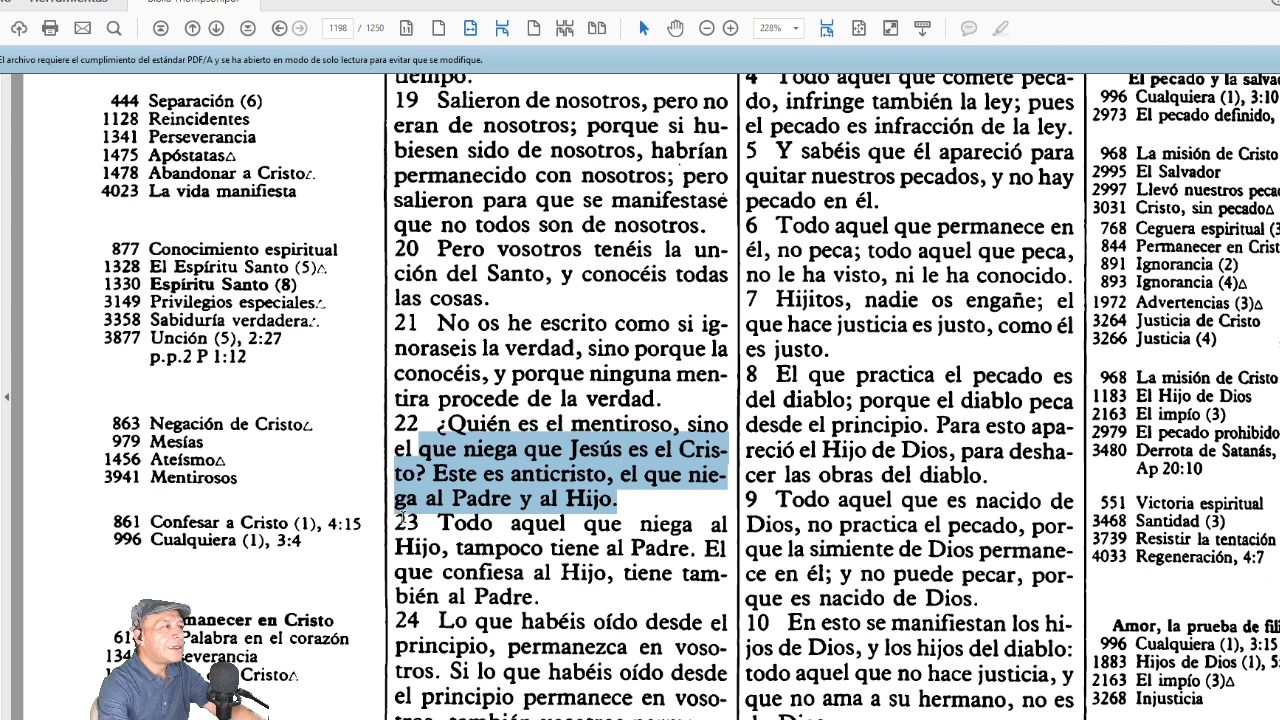 Herramientas
1198 / 1250
228%
El archivo requiere el cumplimiento del estándar PDF/A y se ha abierto en modo de solo lectura para evitar que se modifique.
444 Separación (6)
1128 Reincidentes
1341 Perseverancia
1475 Apóstatas△
1478 Abandonar a Cristo
4023 La vida manifiesta
877 Conocimiento espiritual
1328 El Espíritu Santo (5)
1330 Espíritu Santo (8)
3149 Privilegios especiales
3358 Sabiduría verdadera
3877 Unción (5), 2:27
p.p.2 P 1:12
863 Negación de Cristo
979 Mesías
1456 Ateísmo△
3941 Mentirosos
861 Confesar a Cristo (1), 4:15
996 Cualquiera (1), 3:4
manecer en Cristo
Palabra en el corazón
severancia
Cristo
tiempo.
19 Salieron de nosotros, pero no
eran de nosotros; porque si hu-
biesen sido de nosotros, habrían
permanecido con nosotros; pero
salieron para que se manifestase
que no todos son de nosotros.
20 Pero vosotros tenéis la un-
ción del Santo, y conocéis todas
las cosas.
21 No os he escrito como si ig-
noraseis la verdad, sino porque la
conocéis, y porque ninguna men-
tira procede de la verdad.
22 ¿Quién es el mentiroso, sino
el que niega que Jesús es el Cris-
to? Este es anticristo, el que nie-
ga al Padre y al Hijo.
23 Todo aquel que niega al
Hijo, tampoco tiene al Padre. El
que confiesa al Hijo, tiene tam-
bién al Padre.
24 Lo que habéis oído desde el
principio, permanezca en voso-
tros. Si lo que habéis oído desde
el principio permanece en voso-
4 Todo aquel que comete peca-
do, infringe también la ley; pues
el pecado es infracción de la ley.
5 Y sabéis que él apareció para
quitar nuestros pecados, y no hay
pecado en él.
6 Todo aquel que permanece en
él, no peca; todo aquel que peca,
no le ha visto, ni le ha conocido.
7 Hijitos, nadie os engañe; el
que hace justicia es justo, como él
es justo.
8 El que practica el pecado es
del diablo; porque el diablo peca
desde el principio. Para esto apa-
reció el Hijo de Dios, para desha-
cer las obras del diablo.
9 Todo aquel que es nacido de
Dios, no practica el pecado, por-
que la simiente de Dios permane-
ce en él; y no puede pecar, por-
que es nacido de Dios.
10 En esto se manifiestan los hi-
jos de Dios, y los hijos del diablo:
todo aquel que no hace justicia, y
que no ama a su hermano, no es
El pecado y la salva
996 Cualquiera (1), 3:10
2973 El pecado definido,
968 La misión de Cristo
2995 El Salvador
2997 Llevó nuestros peca
3031 Cristo, sin pecado△
768 Ceguera espiritual (3
844 Permanecer en Crist
891 Ignorancia (2)
893 Ignorancia (4)△
1972 Advertencias (3)△
3264 Justicia de Cristo
3266 Justicia (4)
968 La misión de Cristo
1183 El Hijo de Dios
2163 El impío (3)
2979 El pecado prohibido
3480 Derrota de Satanás,
Ap 20:10
551 Victoria espiritual
3468 Santidad (3)
3739 Resistir la tentación
4033 Regeneración, 4:7
Amor, la prueba de fili
996 Cualquiera (1), 3:15
1883 Hijos de Dios (1), 5:
2163 El impío (3)△
3268 Injusticia